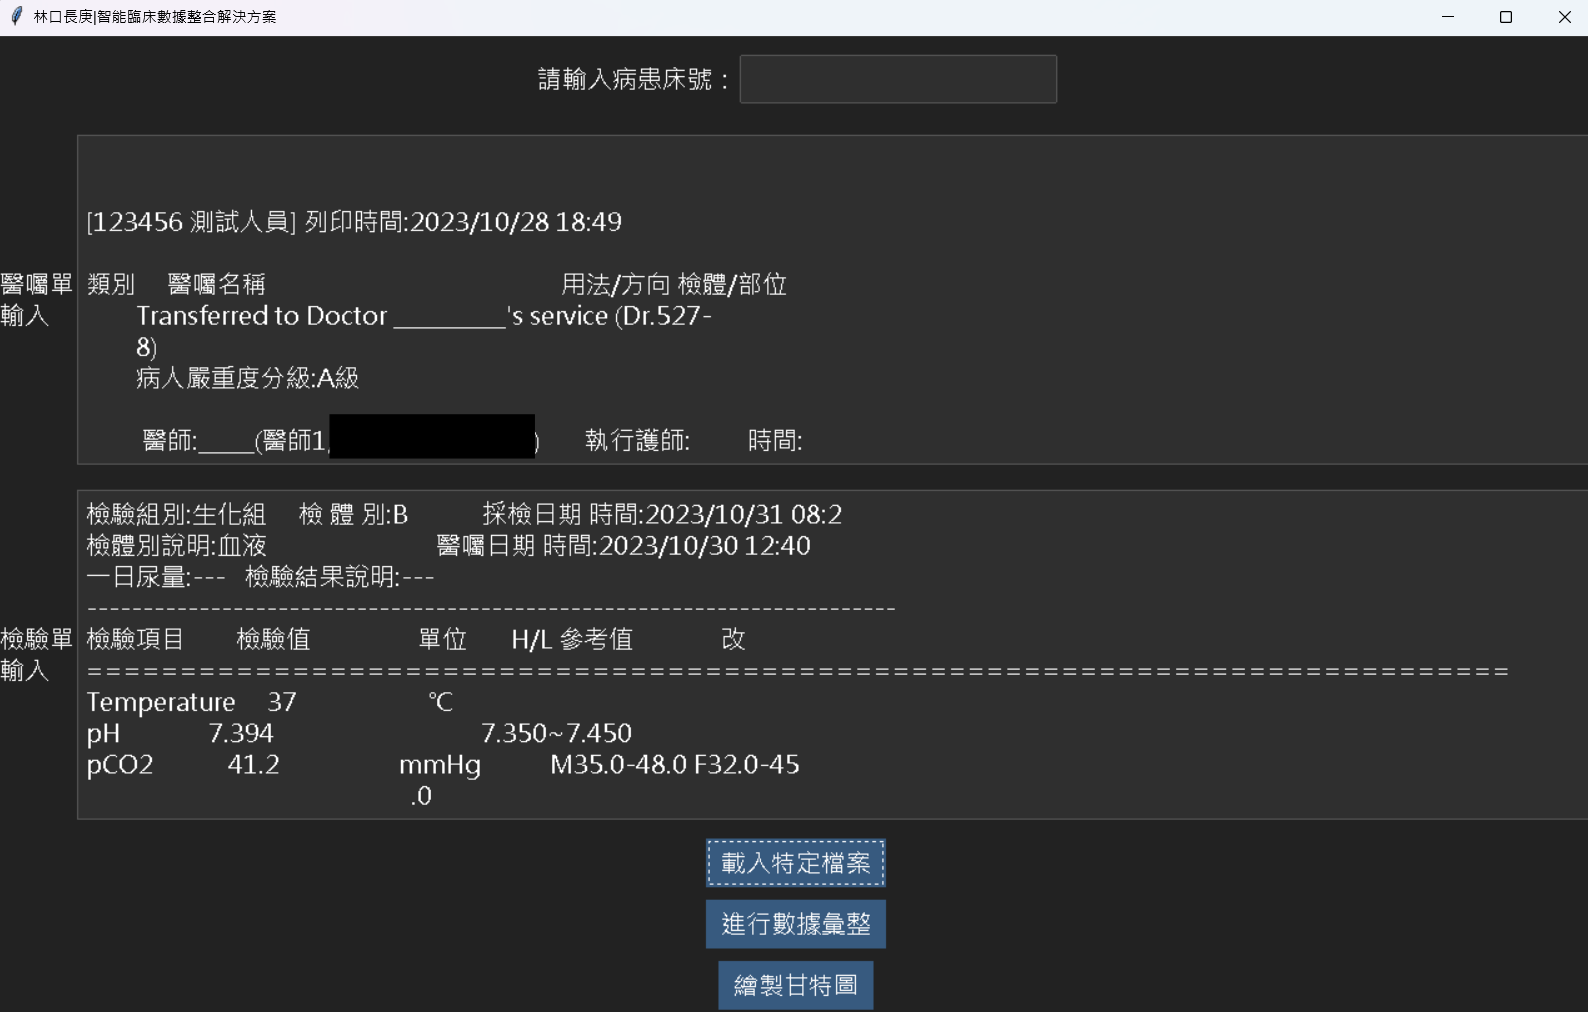 林口長庚|智能臨床數據整合解決方案
請輸入病患床號：
醫囑單
輸入
[123456 測試人員] 列印時間:2023/10/28 18:49
類別 醫囑名稱 用法/方向 檢體/部位
Transferred to Doctor __________'s service (Dr.527-
8)
病人嚴重度分級:A級
醫師:_____(醫師1, ) 執行護師: 時間:
檢驗單
輸入
檢驗組別:生化組 檢 體 別:B 採檢日期 時間:2023/10/31 08:2
檢體別說明:血液 醫囑日期 時間:2023/10/30 12:40
一日尿量:--- 檢驗結果說明:---
------------------------------------------------------------------------
檢驗項目 檢驗值 單位 H/L 參考值 改
============================================================================
Temperature 37 ℃
pH 7.394 7.350~7.450
pCO2 41.2 mmHg M35.0-48.0 F32.0-45
.0
載入特定檔案
進行數據彙整
繪製甘特圖